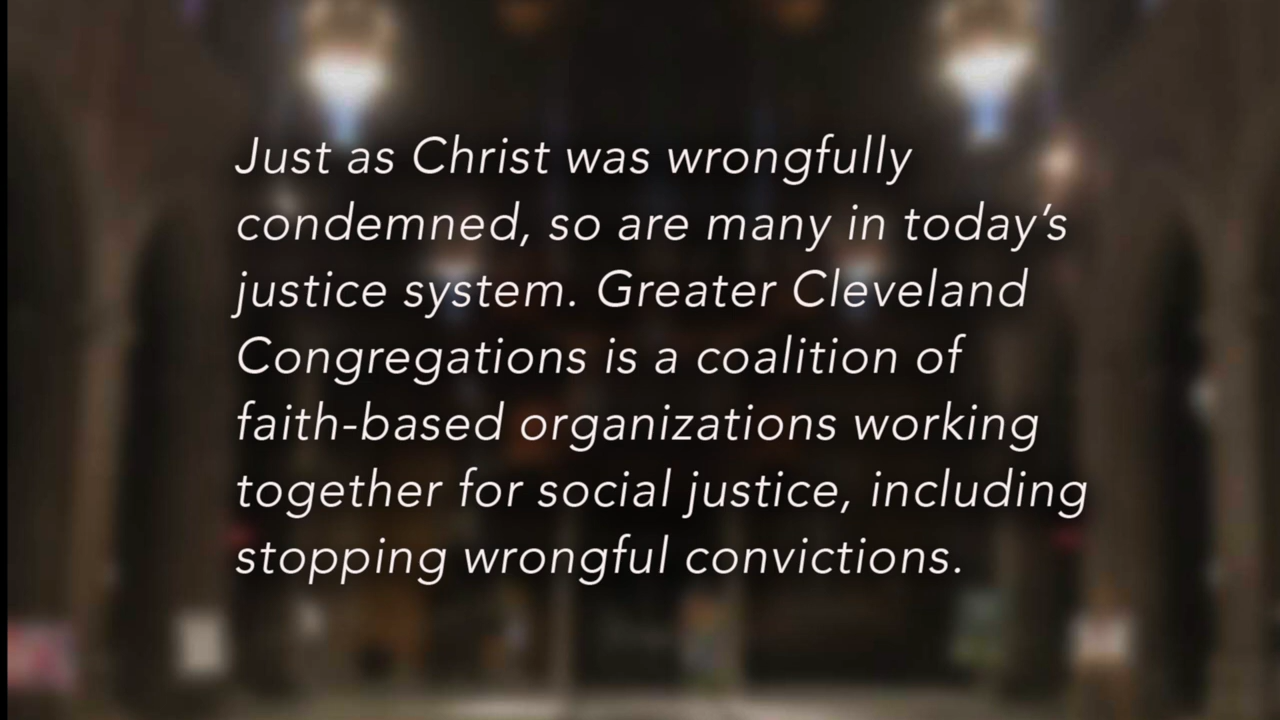 Just as Christ was wrongfully
condemned, so are many in today’s
justice system. Greater Cleveland
Congregations is a coalition of
faith-based organizations working
together for social justice, including
stopping wrongful convictions.